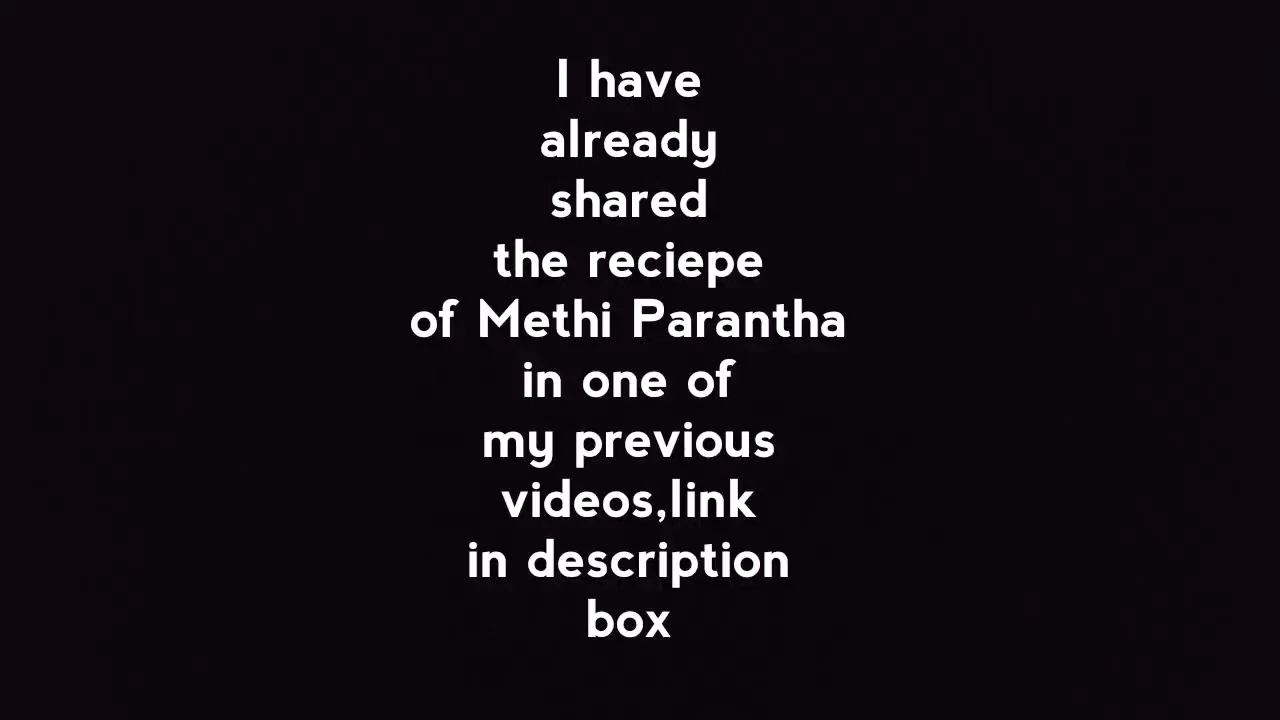 I have
already
shared
the reciepe
of Methi Parantha
in one of
my previous
videos,link
in description
box